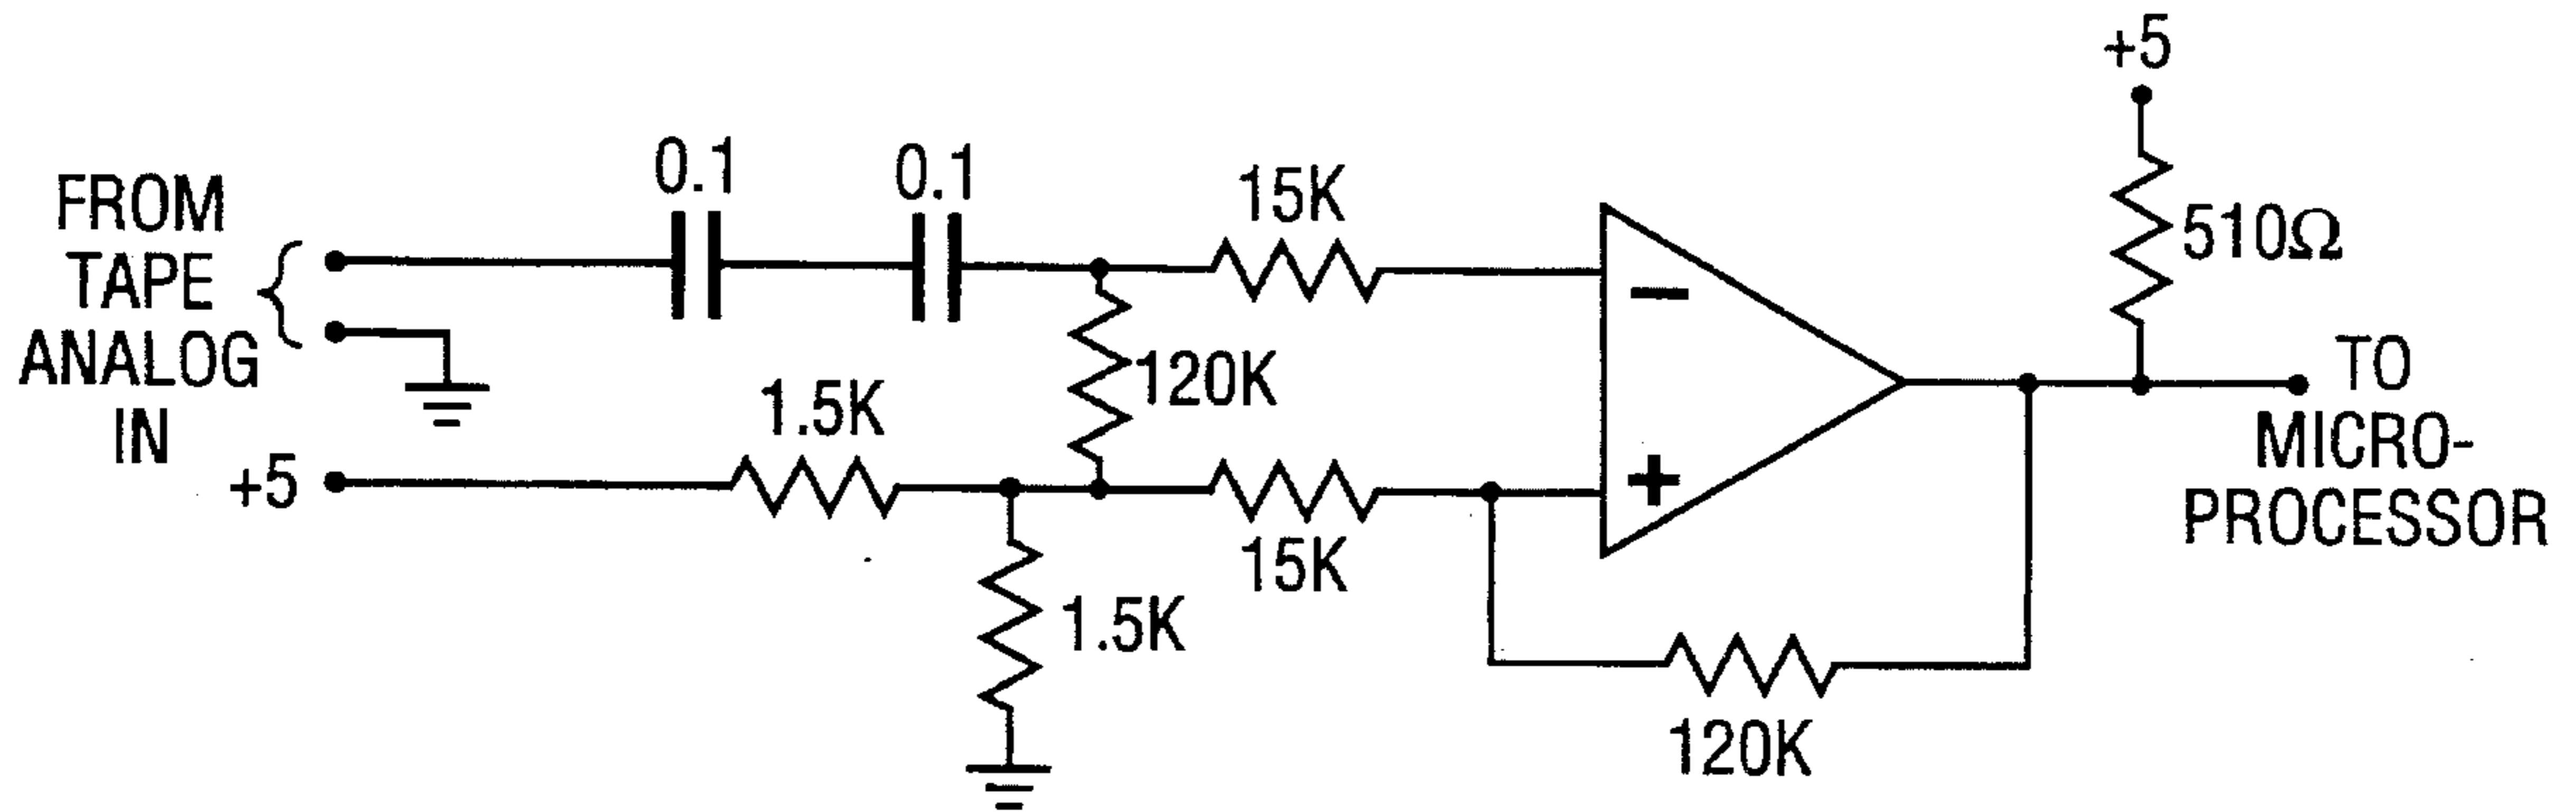 FROM
TAPE
ANALOG
IN
+5
0.1
0.1
15K
120K
1.5K
1.5K
15K
−
+
120K
+5
510Ω
TO
MICRO-
PROCESSOR